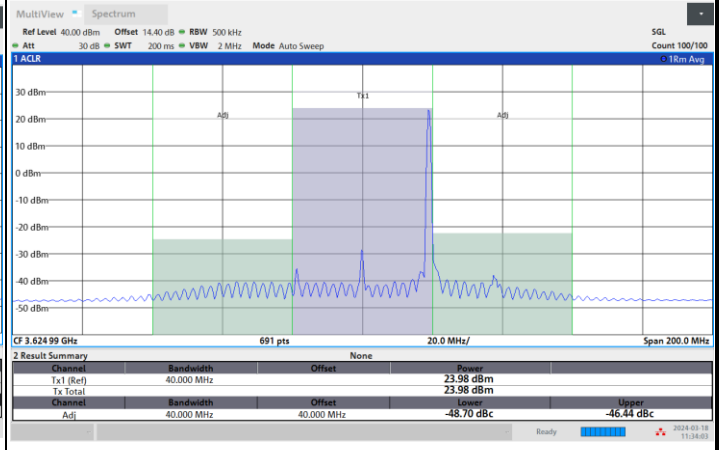 MultiView Spectrum
Ref Level 40.00 dBm Offset 14.40 dB RBW 500 kHz SGL
Att 30 dB SWT 200 ms VBW 2 MHz Mode Auto Sweep Count 100/100
1 ACLR 1Rm Avg
30 dBm
Tx1
20 dBm Adj Adj
10 dBm
0 dBm
-10 dBm
-20 dBm
-30 dBm
-40 dBm
-50 dBm
CF 3.624 99 GHz 691 pts 20.0 MHz/ Span 200.0 MHz
2 Result Summary None
Channel Bandwidth Offset Power
Tx1 (Ref) 40.000 MHz 23.98 dBm
Tx Total 23.98 dBm
Channel Bandwidth Offset Lower Upper
Adj 40.000 MHz 40.000 MHz -48.70 dBc -46.44 dBc
Ready 2024-03-18
11:34:03